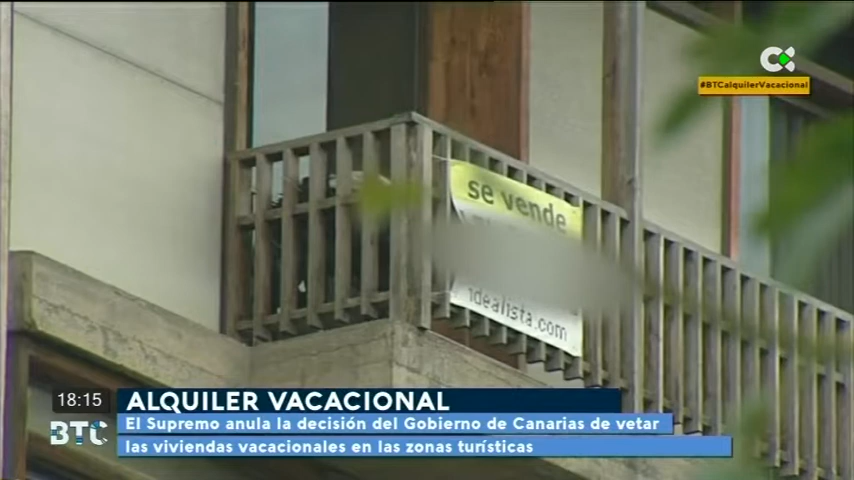 #BTCalquilerVacacional
se vende
idealista.com
18:15
ALQUILER VACACIONAL
BTC
El Supremo anula la decisión del Gobierno de Canarias de vetar
las viviendas vacacionales en las zonas turísticas